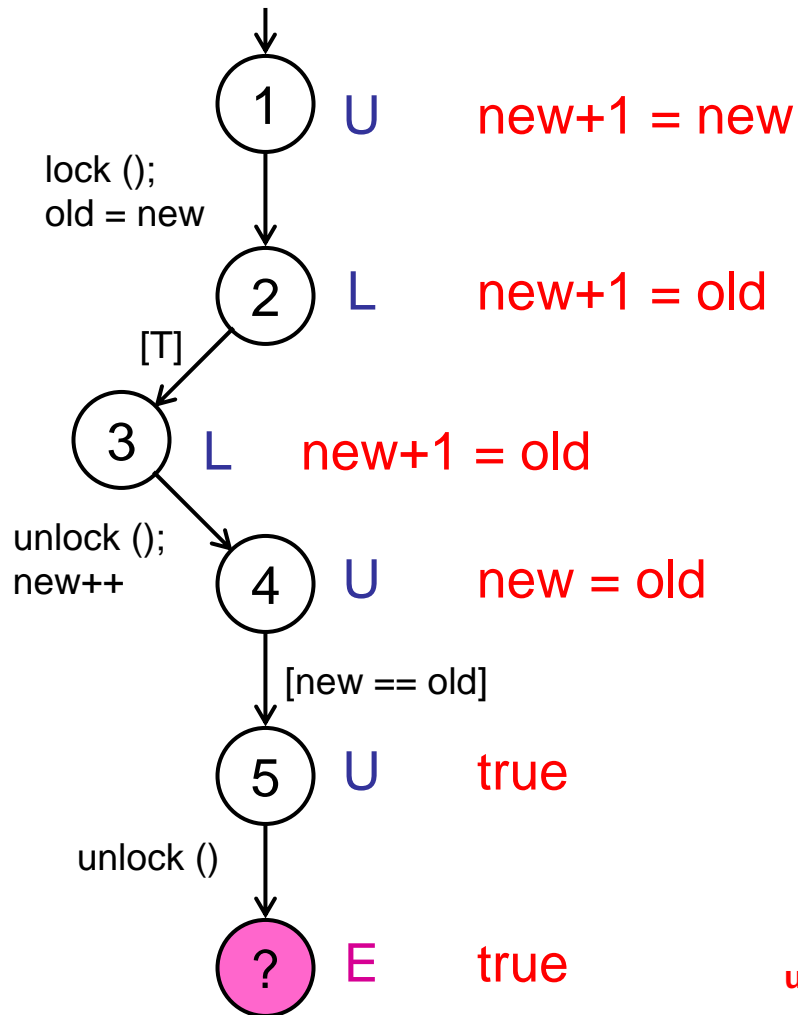 1 U new+1 = new
lock ();
old = new
2 L new+1 = old
[T]
3 L new+1 = old
unlock ();
new++
4 U new = old
[new == old]
5 U true
unlock ()
? E true
u